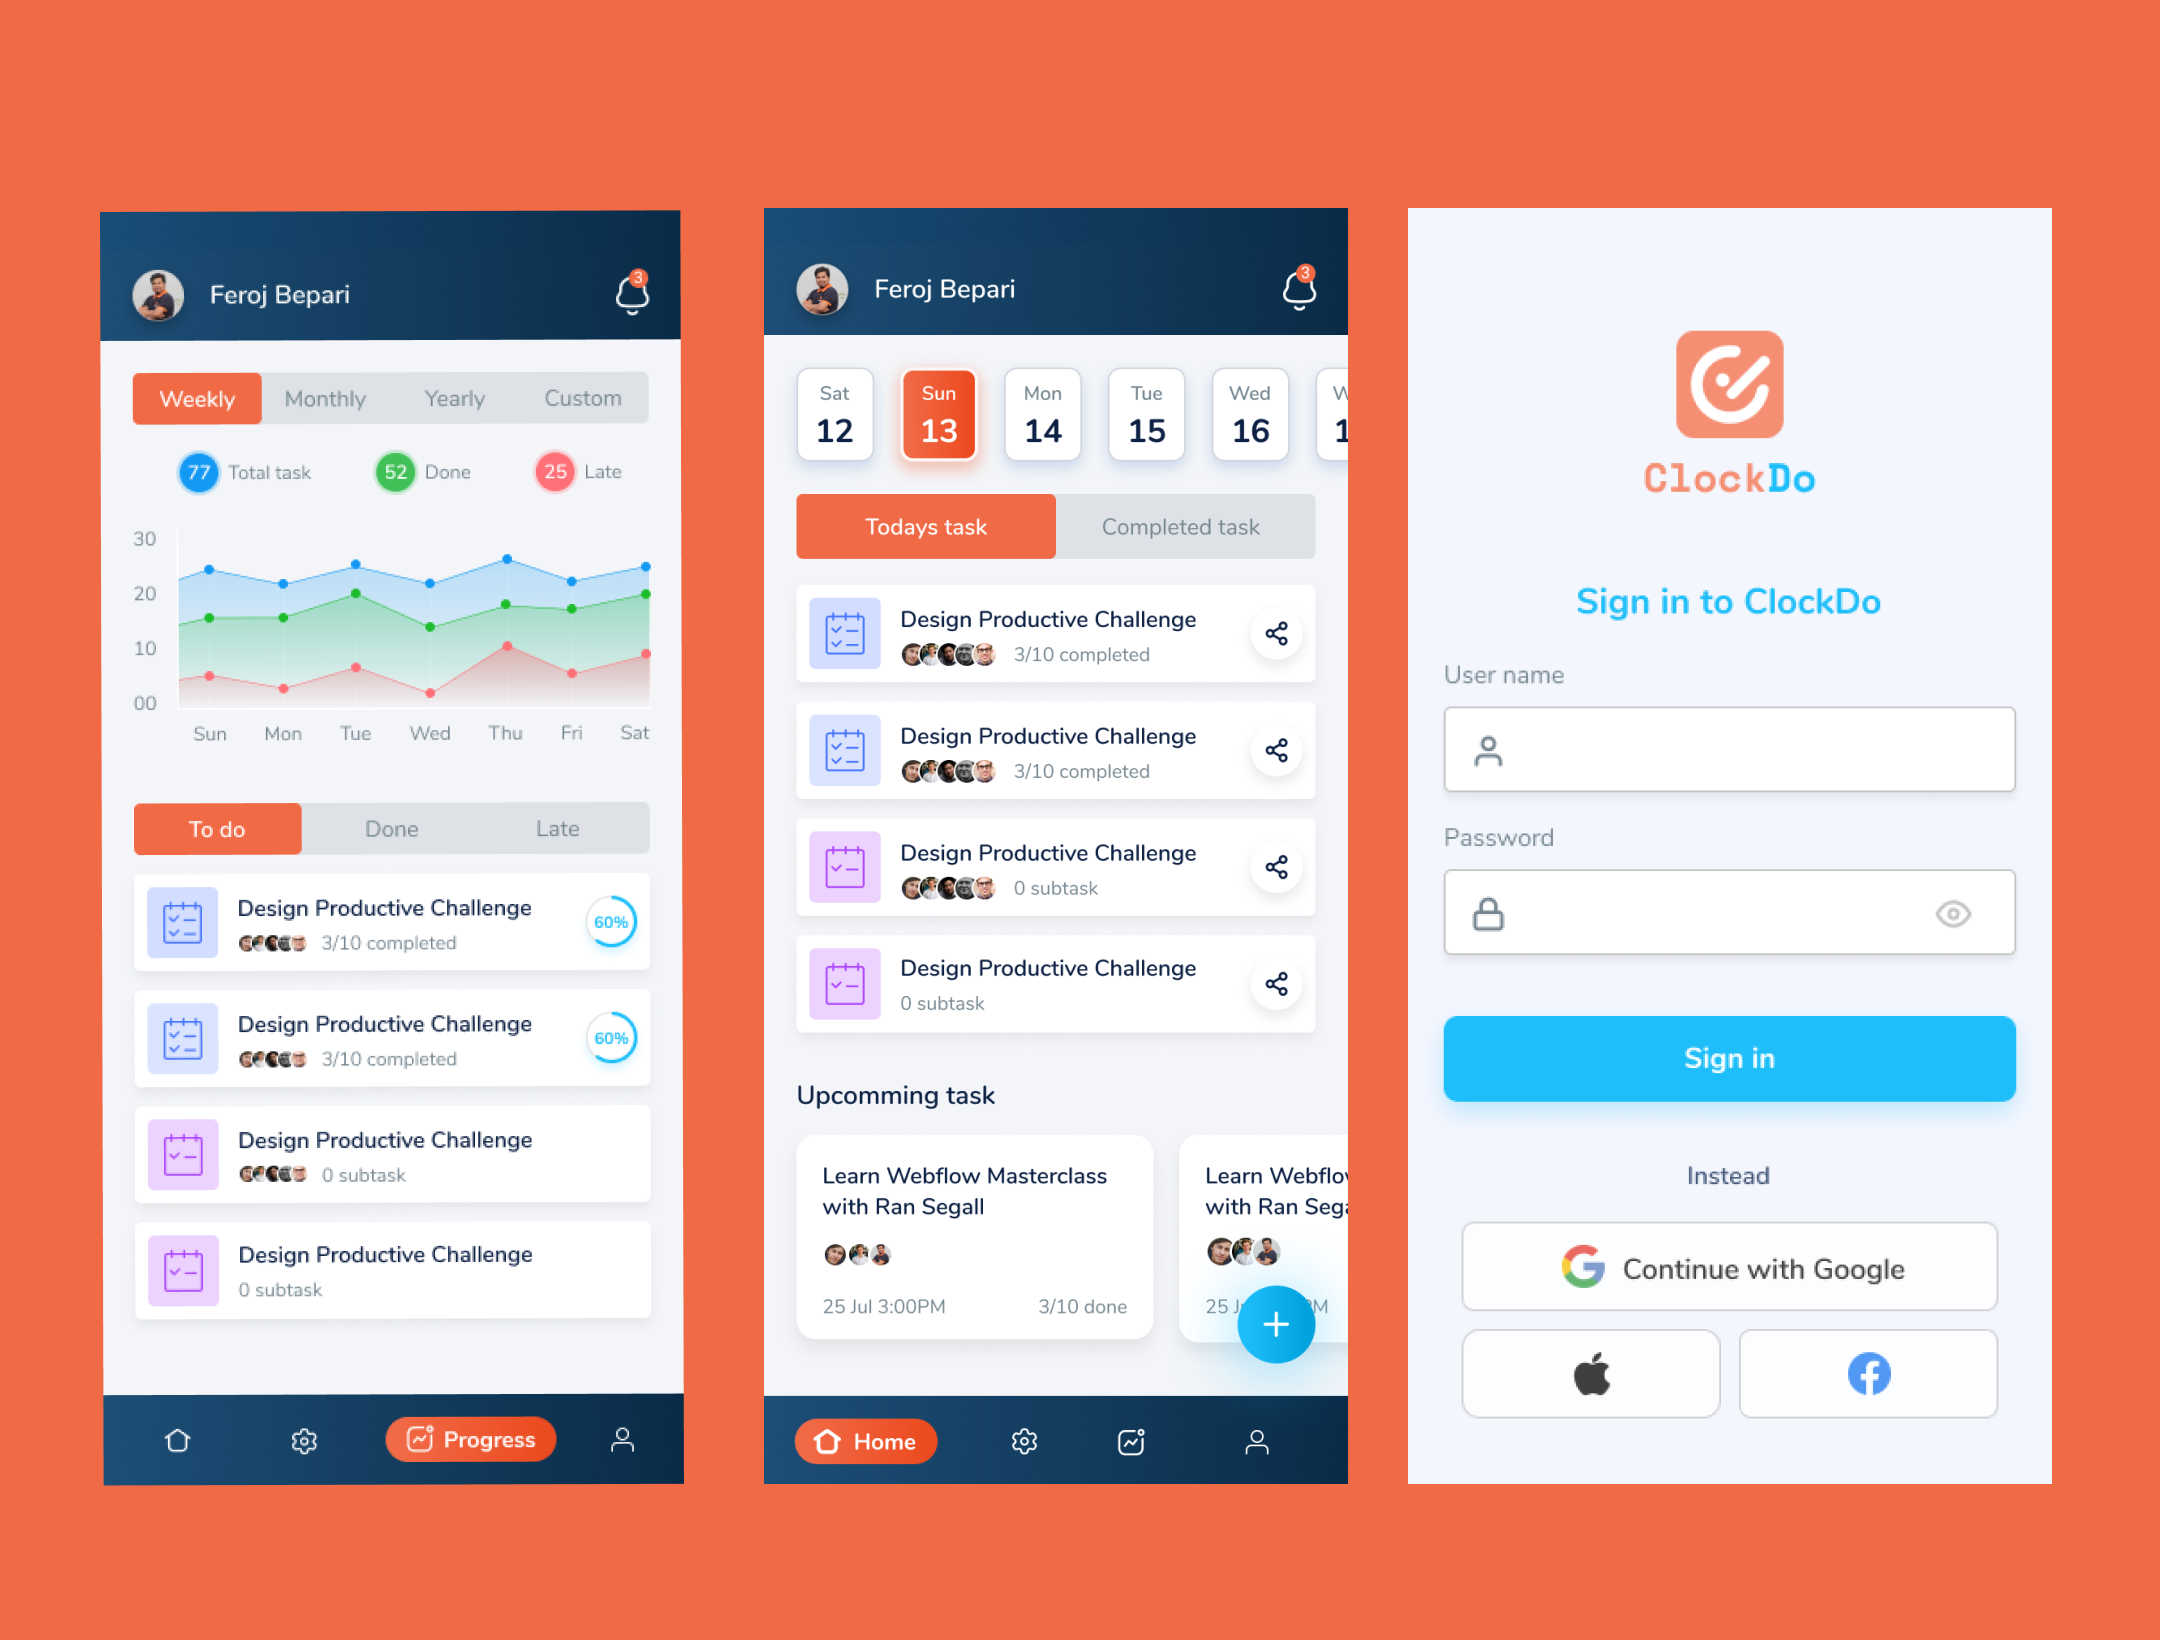 Feroj Bepari
3
Weekly Monthly Yearly Custom
77 Total task 52 Done 25 Late
30
20
10
00
Sun Mon Tue Wed Thu Fri Sat
To do Done Late
Design Productive Challenge
3/10 completed
60%
Design Productive Challenge
3/10 completed
60%
Design Productive Challenge
0 subtask
Design Productive Challenge
0 subtask
Progress
Feroj Bepari
3
Sat Sun Mon Tue Wed W
12 13 14 15 16 1
Todays task Completed task
Design Productive Challenge
3/10 completed
Design Productive Challenge
3/10 completed
Design Productive Challenge
0 subtask
Design Productive Challenge
0 subtask
Upcomming task
Learn Webflow Masterclass
with Ran Segall
25 Jul 3:00PM 3/10 done
Learn Webflow
with Ran Sega
25 J M
Home
ClockDo
Sign in to ClockDo
User name
Password
Sign in
Instead
Continue with Google